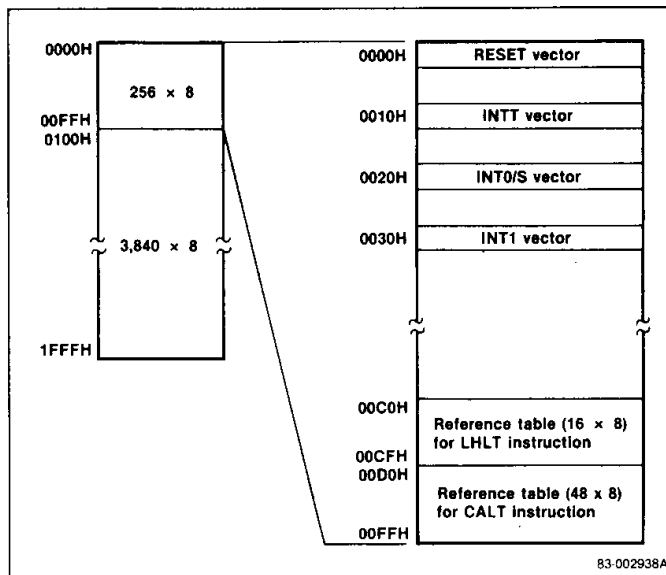 0000H
256 × 8
00FFH
0100H
3,840 × 8
1FFFH
0000H
RESET vector
0010H
INTT vector
0020H
INT0/S vector
0030H
INT1 vector
00C0H
Reference table (16 × 8)
for LHLT instruction
00CFH
00D0H
Reference table (48 x 8)
for CALT instruction
00FFH
83-002938A